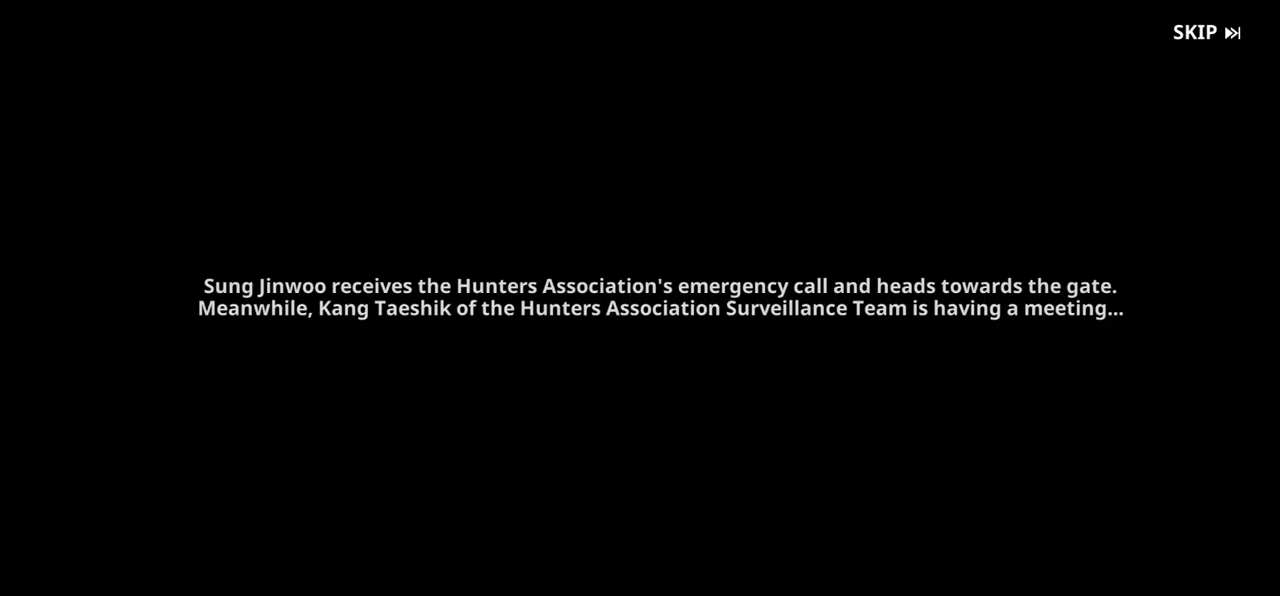 SKIP
Sung Jinwoo receives the Hunters Association's emergency call and heads towards the gate.
Meanwhile, Kang Taeshik of the Hunters Association Surveillance Team is having a meeting...